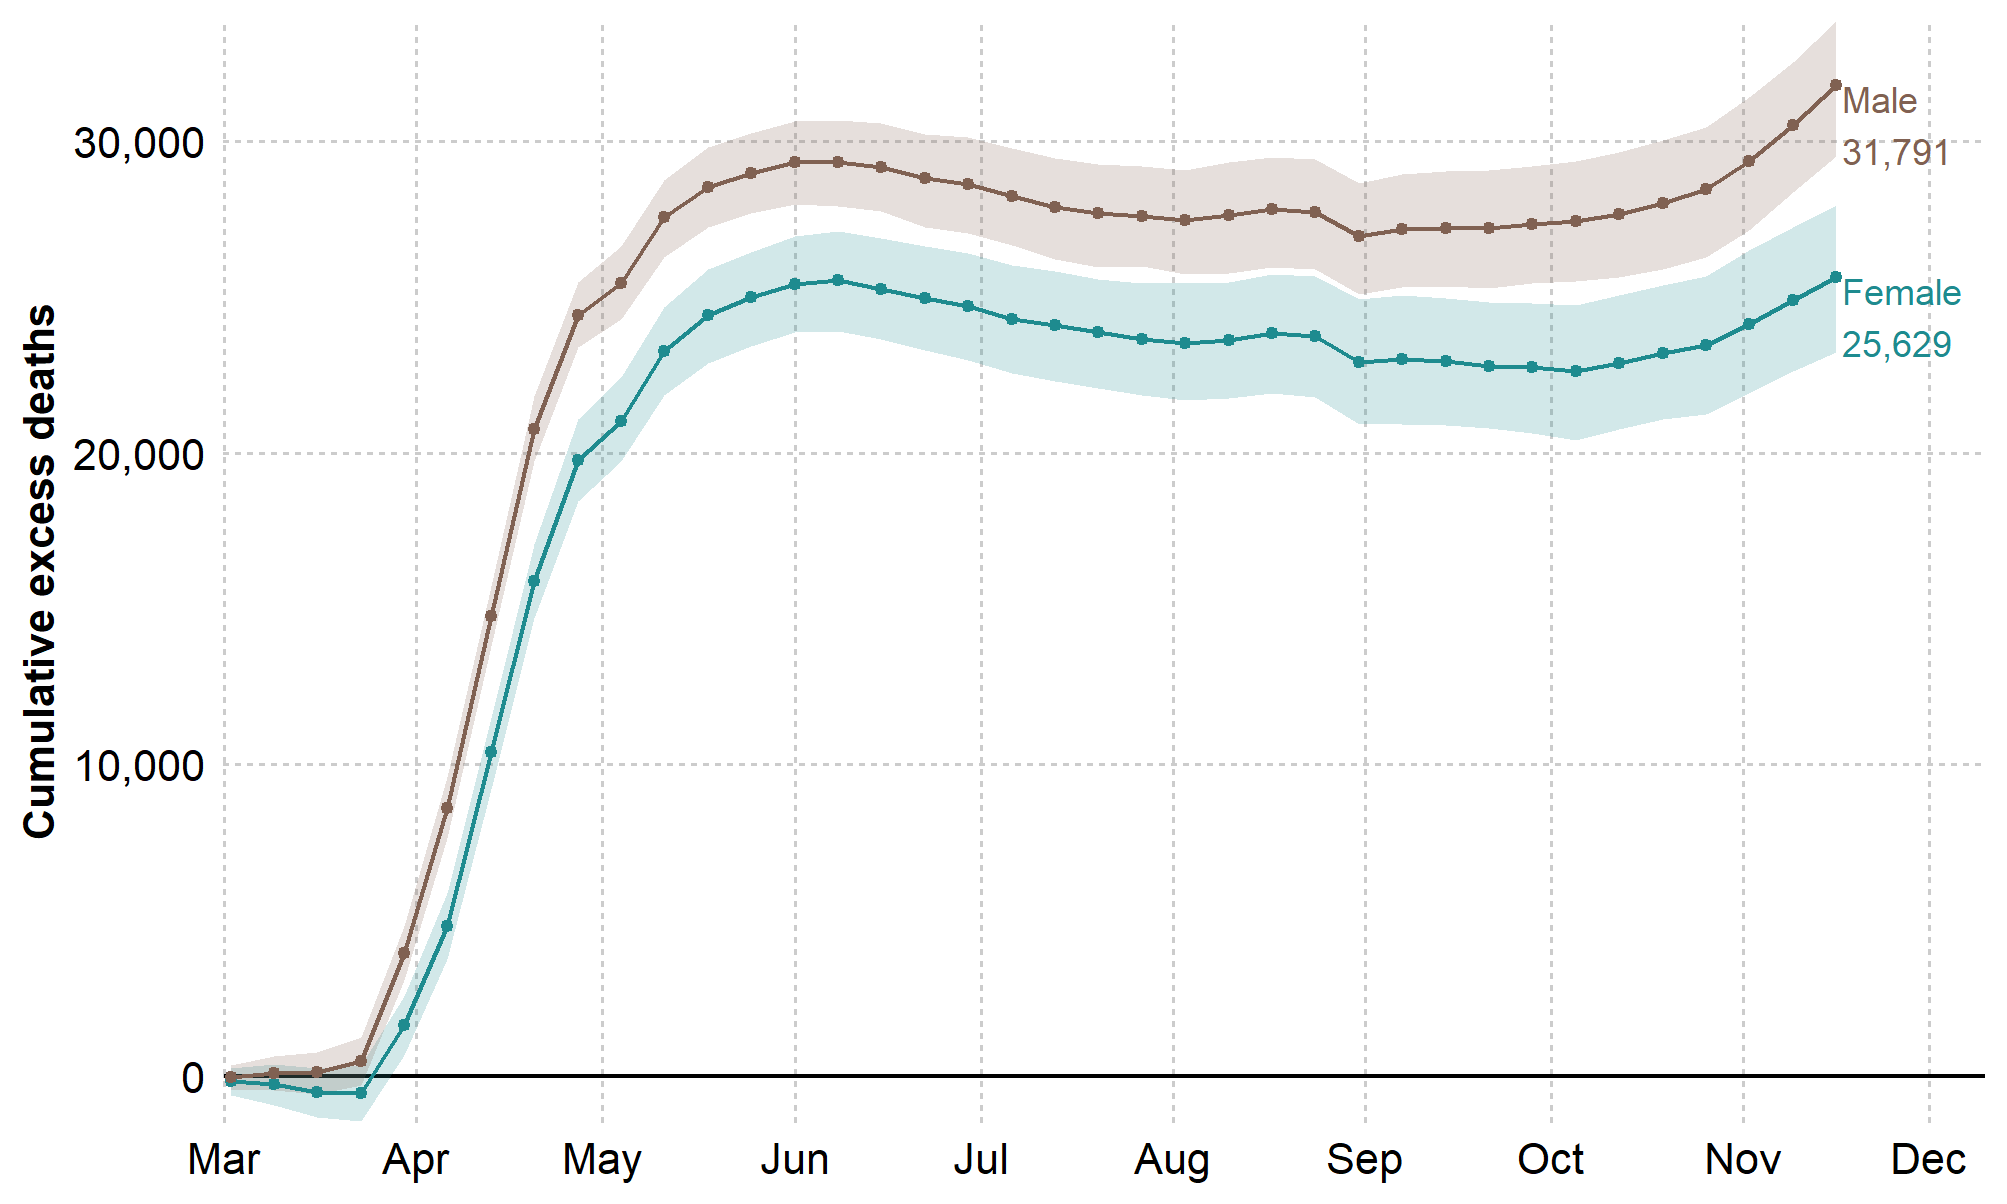 Cumulative excess deaths
30,000
20,000
10,000
0
Male
31,791
Female
25,629
Mar Apr May Jun Jul Aug Sep Oct Nov Dec